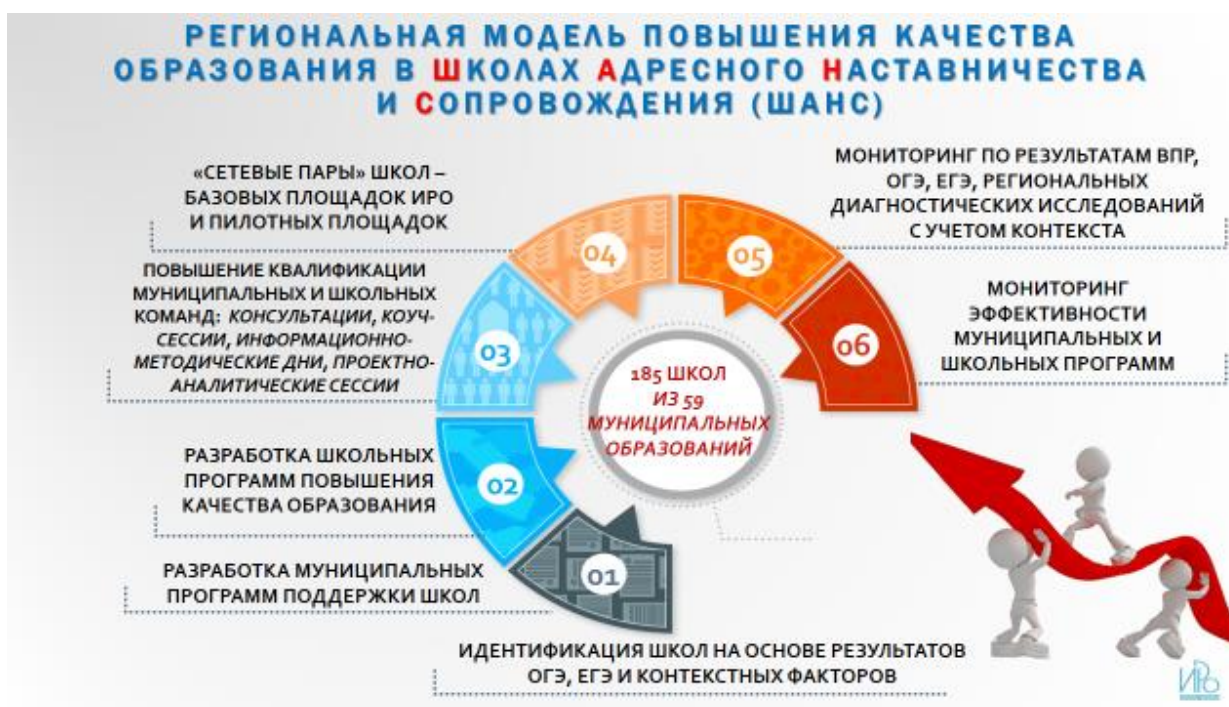 РЕГИОНАЛЬНАЯ МОДЕЛЬ ПОВЫШЕНИЯ КАЧЕСТВА
ОБРАЗОВАНИЯ В ШКОЛАХ АДРЕСНОГО НАСТАВНИЧЕСТВА
И СОПРОВОЖДЕНИЯ (ШАНС)
«СЕТЕВЫЕ ПАРЫ» ШКОЛ –
БАЗОВЫХ ПЛОЩАДОК ИРО
И ПИЛОТНЫХ ПЛОЩАДОК
04
ПОВЫШЕНИЕ КВАЛИФИКАЦИИ
МУНИЦИПАЛЬНЫХ И ШКОЛЬНЫХ
КОМАНД: КОНСУЛЬТАЦИИ, КОУЧ-
СЕССИИ, ИНФОРМАЦИОННО-
МЕТОДИЧЕСКИЕ ДНИ, ПРОЕКТНО-
АНАЛИТИЧЕСКИЕ СЕССИИ
03
РАЗРАБОТКА ШКОЛЬНЫХ
ПРОГРАММ ПОВЫШЕНИЯ
КАЧЕСТВА ОБРАЗОВАНИЯ
02
РАЗРАБОТКА МУНИЦИПАЛЬНЫХ
ПРОГРАММ ПОДДЕРЖКИ ШКОЛ
01
ИДЕНТИФИКАЦИЯ ШКОЛ НА ОСНОВЕ РЕЗУЛЬТАТОВ
ОГЭ, ЕГЭ И КОНТЕКСТНЫХ ФАКТОРОВ
185 ШКОЛ
ИЗ 59
МУНИЦИПАЛЬНЫХ
ОБРАЗОВАНИЙ
МОНИТОРИНГ ПО РЕЗУЛЬТАТАМ ВПР,
ОГЭ, ЕГЭ, РЕГИОНАЛЬНЫХ
ДИАГНОСТИЧЕСКИХ ИССЛЕДОВАНИЙ
С УЧЕТОМ КОНТЕКСТА
05
МОНИТОРИНГ
ЭФФЕКТИВНОСТИ
МУНИЦИПАЛЬНЫХ И
ШКОЛЬНЫХ ПРОГРАММ
06
ИРО